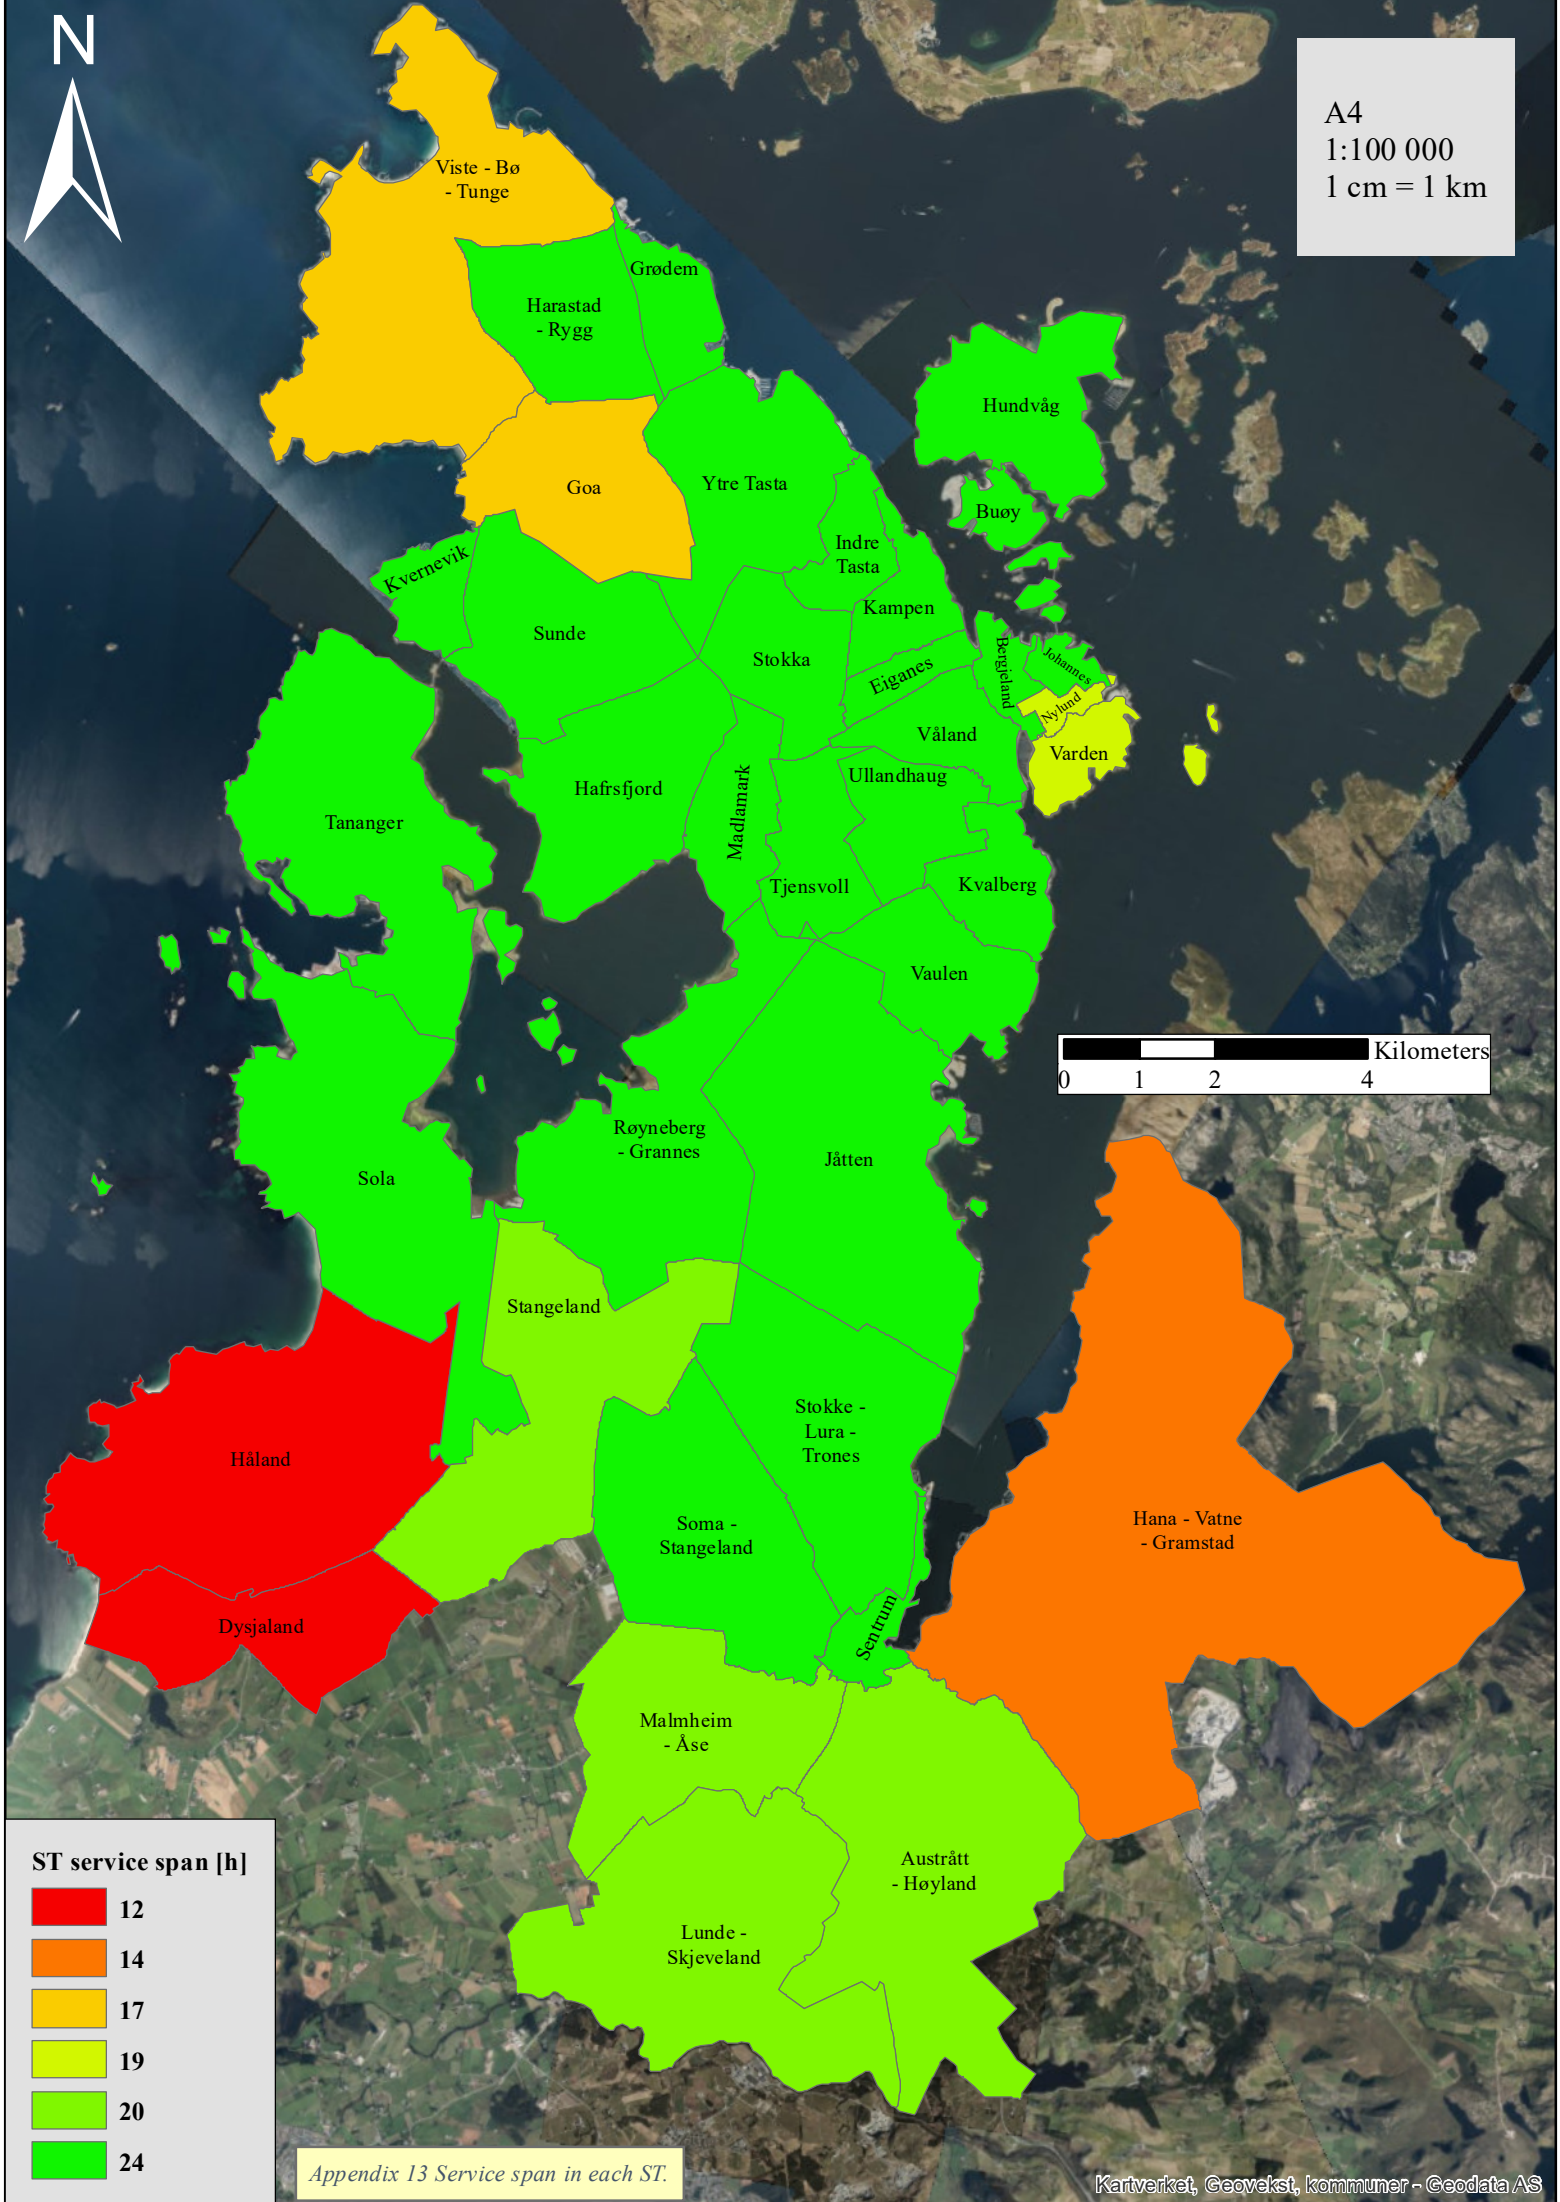 N
A4
1:100 000
1 cm = 1 km
Viste - Bø
- Tunge
Grødem
Harastad
- Rygg
Hundvåg
Goa
Ytre Tasta
Buøy
Indre
Tasta
Kvernevik
Kampen
Sunde
Stokka
Eiganes
Bergjeland
Johannes
Nylund
Våland
Varden
Hafrsfjord
Madlamark
Ullandhaug
Tananger
Tjensvoll
Kvalberg
Vaulen
Kilometers
0 1 2 4
Røyneberg
- Grannes
Jåtten
Sola
Stangeland
Stokke -
Lura -
Trones
Håland
Soma -
Stangeland
Hana - Vatne
- Gramstad
Dysjaland
Sentrum
Malmheim
- Åse
Austrått
- Høyland
Lunde -
Skjeveland
ST service span [h]
12
14
17
19
20
24
Appendix 13 Service span in each ST.
Kartverket, Geovekst, kommuner - Geodata AS